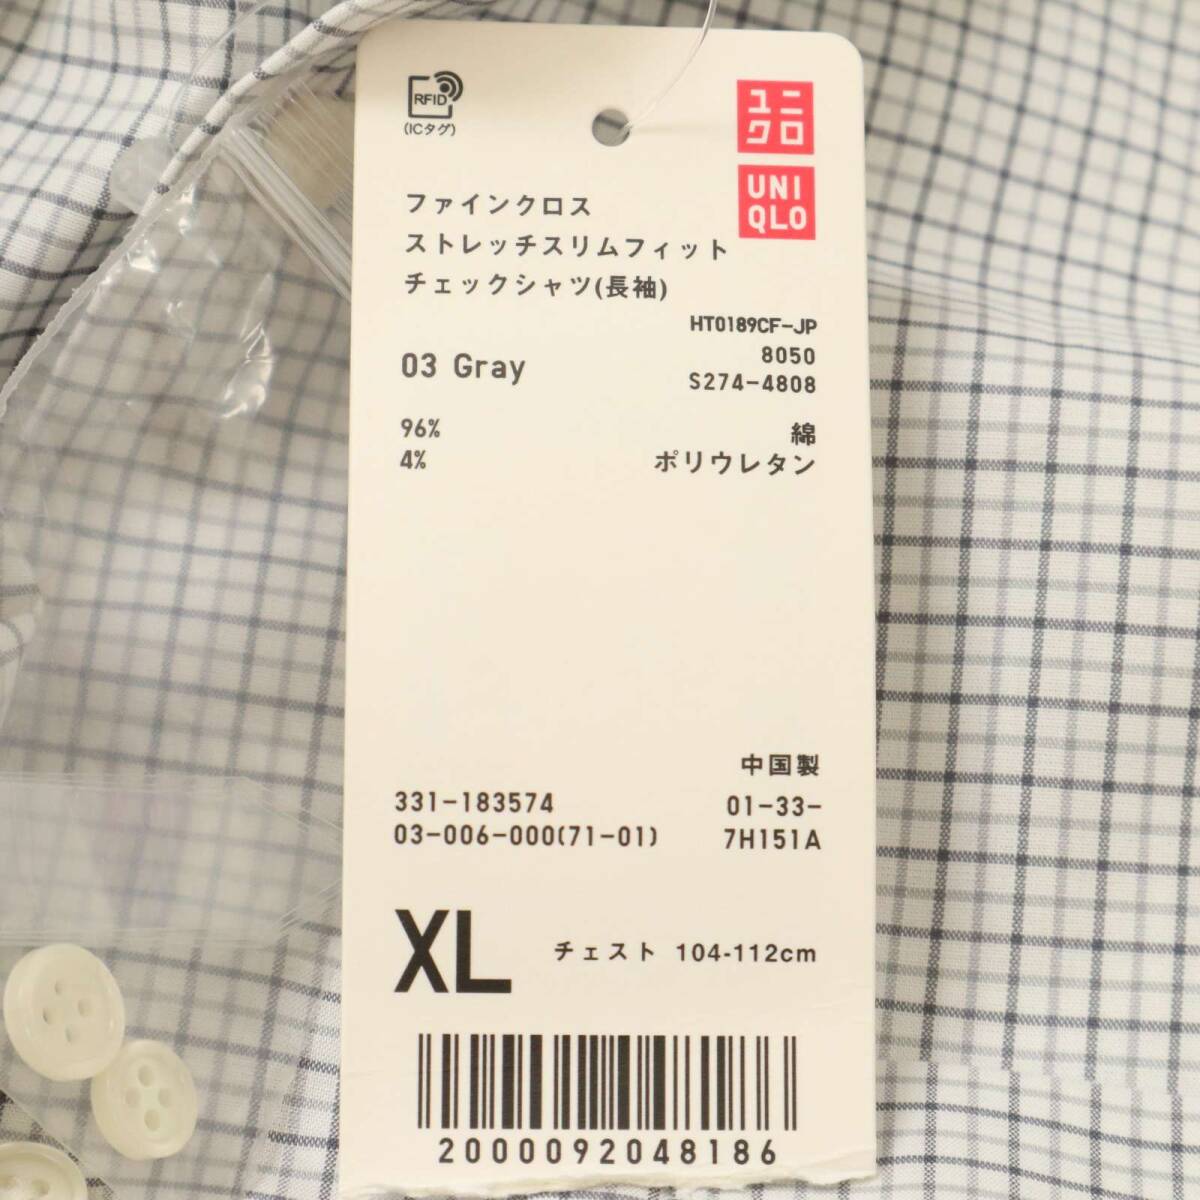 RFID
(ICタグ)
ユニ
クロ
UNI
QLO
ファインクロス
ストレッチスリムフィット
チェックシャツ(長袖)
HT0189CF-JP
8050
S274-4808
03 Gray
96% 綿
4% ポリウレタン
中国製
331-183574 01-33-
03-006-000(71-01) 7H151A
XL チェスト 104-112cm
2000092048186